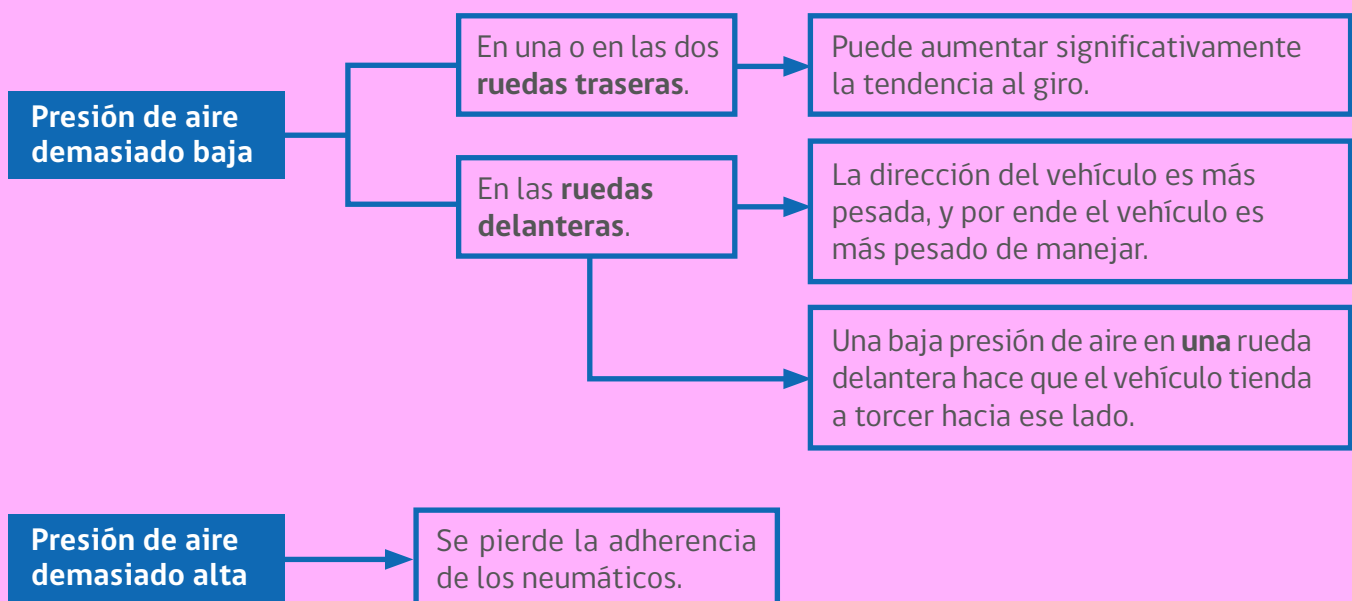 Presión de aire
demasiado baja
En una o en las dos
ruedas traseras.
Puede aumentar significativamente
la tendencia al giro.
En las ruedas
delanteras.
La dirección del vehículo es más
pesada, y por ende el vehículo es
más pesado de manejar.
Una baja presión de aire en una rueda
delantera hace que el vehículo tienda
a torcer hacia ese lado.
Presión de aire
demasiado alta
Se pierde la adherencia
de los neumáticos.